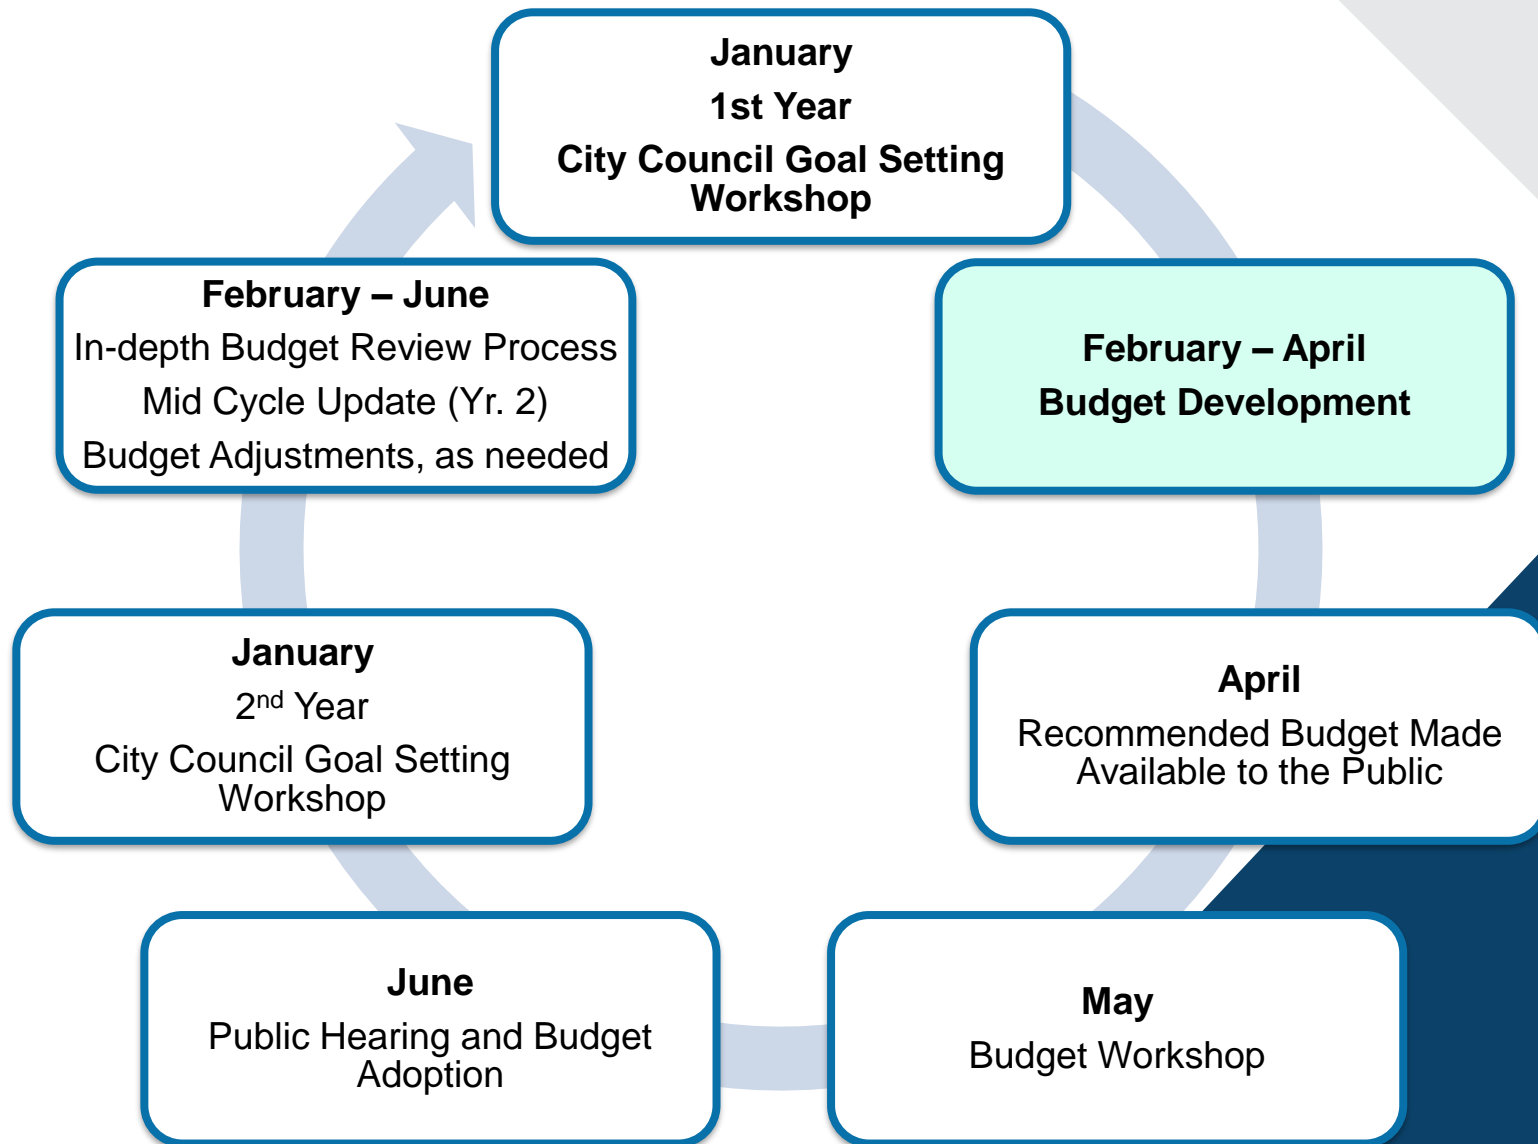 January
1st Year
City Council Goal Setting
Workshop
February – April
Budget Development
April
Recommended Budget Made
Available to the Public
May
Budget Workshop
June
Public Hearing and Budget
Adoption
January
2nd Year
City Council Goal Setting
Workshop
February – June
In-depth Budget Review Process
Mid Cycle Update (Yr. 2)
Budget Adjustments, as needed